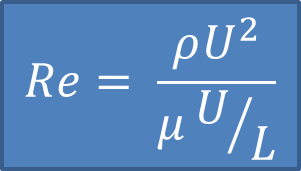 Re = ρU² / μ U/L